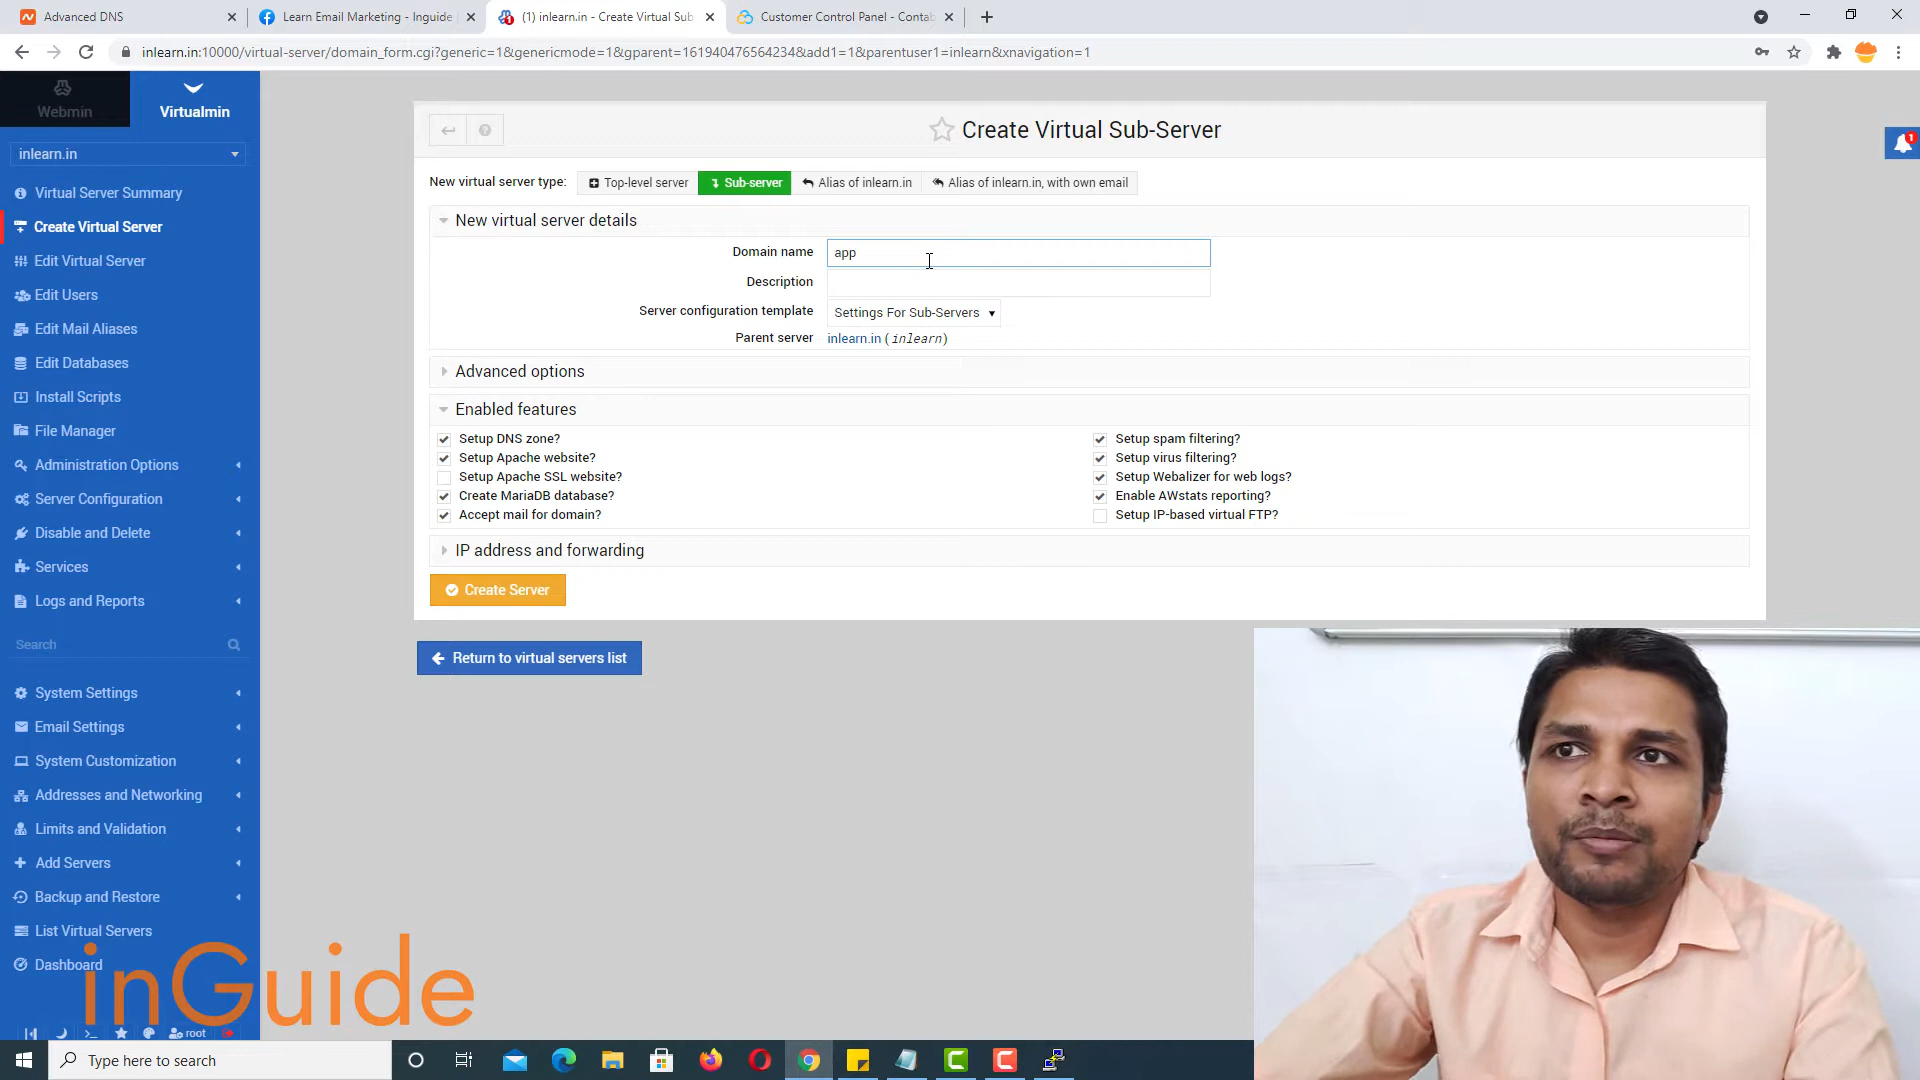 Advanced DNS
Learn Email Marketing - Inguide
(1) inlearn.in - Create Virtual Sub
Customer Control Panel - Contab
inlearn.in:10000/virtual-server/domain_form.cgi?generic=1&genericmode=1&gparent=161940476564234&add1=1&parentuser1=inlearn&xnavigation=1
Webmin
Virtualmin
inlearn.in
Virtual Server Summary
Create Virtual Server
Edit Virtual Server
Edit Users
Edit Mail Aliases
Edit Databases
Install Scripts
File Manager
Administration Options
Server Configuration
Disable and Delete
Services
Logs and Reports
Search
System Settings
Email Settings
System Customization
Addresses and Networking
Limits and Validation
Add Servers
Backup and Restore
List Virtual Servers
Dashboard
root
Create Virtual Sub-Server
1
New virtual server type:
Top-level server
Sub-server
Alias of inlearn.in
Alias of inlearn.in, with own email
New virtual server details
Domain name
app
Description
Server configuration template
Settings For Sub-Servers
Parent server
inlearn.in (inlearn)
Advanced options
Enabled features
Setup DNS zone?
Setup Apache website?
Setup Apache SSL website?
Create MariaDB database?
Accept mail for domain?
Setup spam filtering?
Setup virus filtering?
Setup Webalizer for web logs?
Enable AWstats reporting?
Setup IP-based virtual FTP?
IP address and forwarding
Create Server
Return to virtual servers list
inGuide
Type here to search